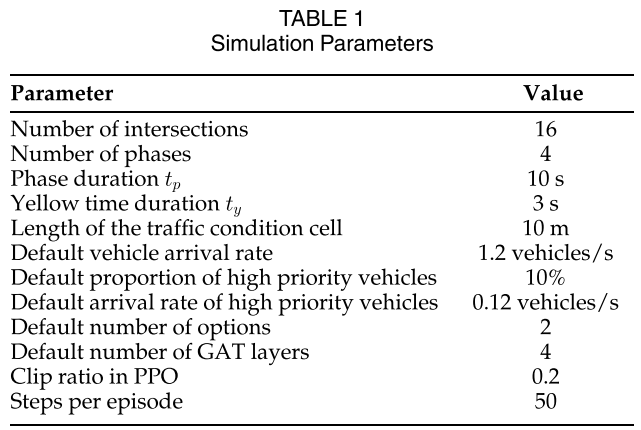 TABLE 1
Simulation Parameters
Parameter Value
Number of intersections 16
Number of phases 4
Phase duration t_p 10 s
Yellow time duration t_y 3 s
Length of the traffic condition cell 10 m
Default vehicle arrival rate 1.2 vehicles/s
Default proportion of high priority vehicles 10%
Default arrival rate of high priority vehicles 0.12 vehicles/s
Default number of options 2
Default number of GAT layers 4
Clip ratio in PPO 0.2
Steps per episode 50